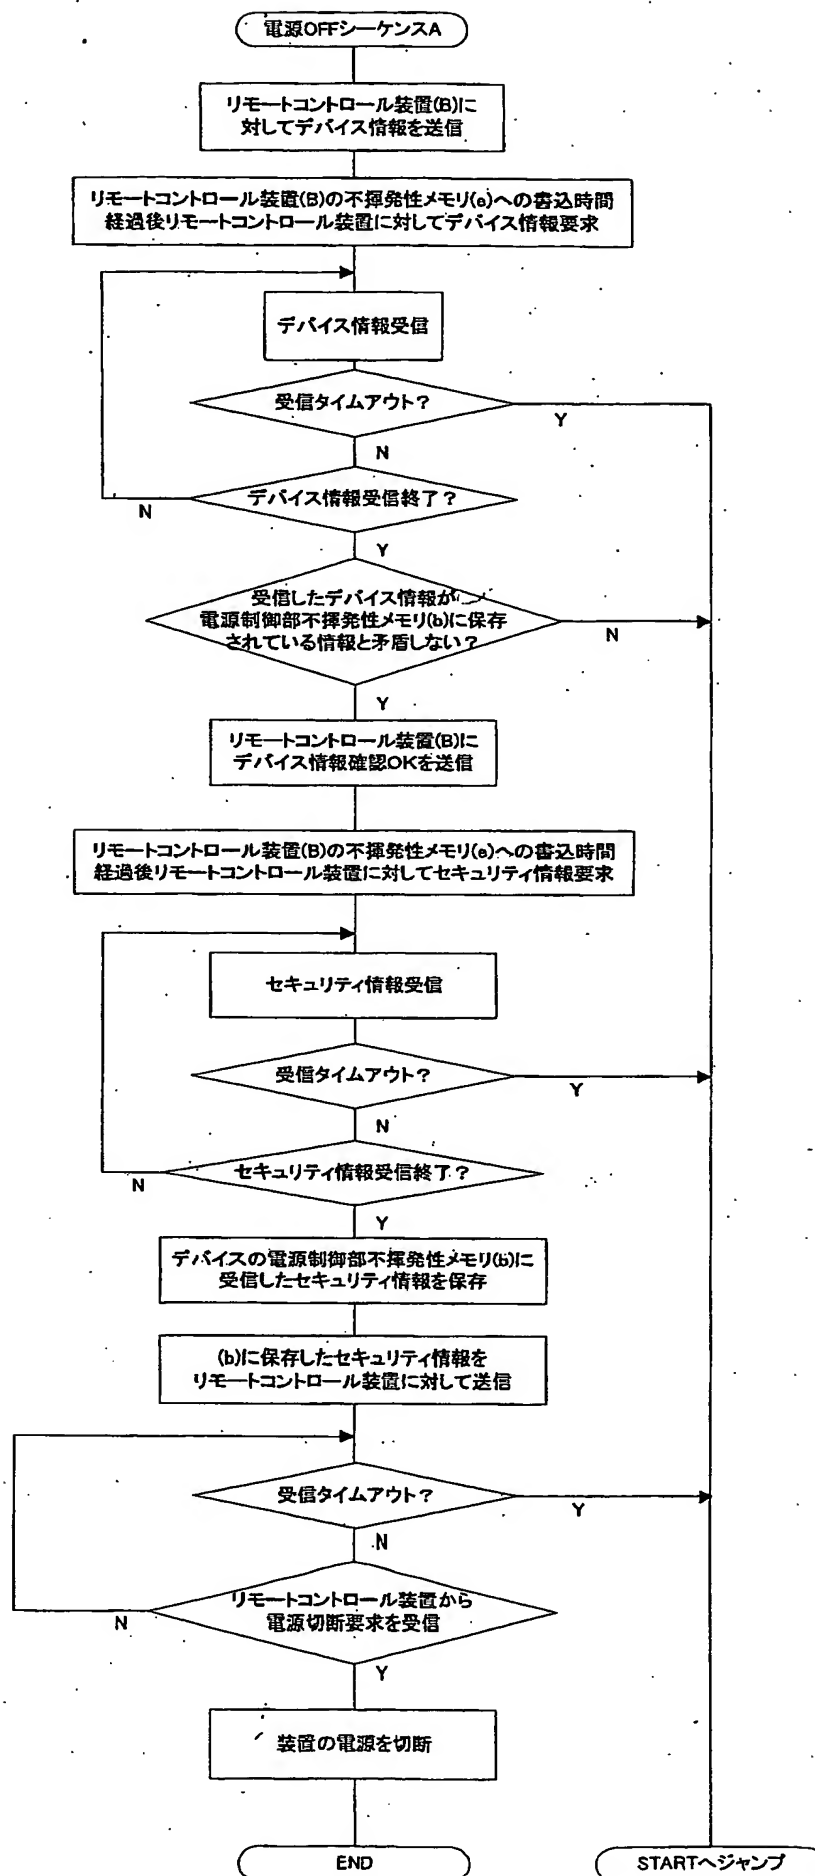 電源OFFシーケンスA
リモートコントロール装置(B)に
対してデバイス情報を送信
リモートコントロール装置(B)の不揮発性メモリ(e)への書込時間
経過後リモートコントロール装置に対してデバイス情報要求
デバイス情報受信
受信タイムアウト？
Y
N
デバイス情報受信終了？
N
Y
受信したデバイス情報が
電源制御部不揮発性メモリ(b)に保存
されている情報と矛盾しない？
N
Y
リモートコントロール装置(B)に
デバイス情報確認OKを送信
リモートコントロール装置(B)の不揮発性メモリ(e)への書込時間
経過後リモートコントロール装置に対してセキュリティ情報要求
セキュリティ情報受信
受信タイムアウト？
Y
N
セキュリティ情報受信終了？
N
Y
デバイスの電源制御部不揮発性メモリ(b)に
受信したセキュリティ情報を保存
(b)に保存したセキュリティ情報を
リモートコントロール装置に対して送信
受信タイムアウト？
Y
N
リモートコントロール装置から
電源切断要求を受信
N
Y
装置の電源を切断
END
STARTへジャンプ